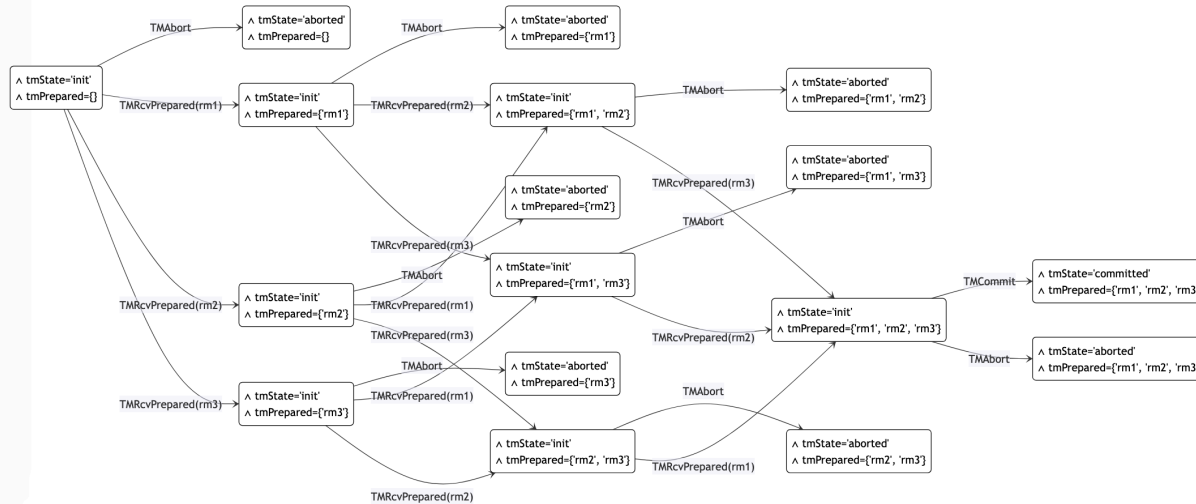 ∧ tmState='init'
∧ tmPrepared={}
TMAbort
∧ tmState='aborted'
∧ tmPrepared={}
TMRcvPrepared(rm1)
∧ tmState='init'
∧ tmPrepared={'rm1'}
TMAbort
∧ tmState='aborted'
∧ tmPrepared={'rm1'}
TMRcvPrepared(rm2)
∧ tmState='init'
∧ tmPrepared={'rm1', 'rm2'}
TMAbort
∧ tmState='aborted'
∧ tmPrepared={'rm1', 'rm2'}
TMRcvPrepared(rm3)
∧ tmState='aborted'
∧ tmPrepared={'rm1', 'rm3'}
TMAbort
∧ tmState='aborted'
∧ tmPrepared={'rm2'}
TMRcvPrepared(rm3)
TMAbort
∧ tmState='init'
∧ tmPrepared={'rm1', 'rm3'}
TMRcvPrepared(rm2)
∧ tmState='init'
∧ tmPrepared={'rm2'}
TMRcvPrepared(rm1)
TMRcvPrepared(rm3)
TMRcvPrepared(rm2)
∧ tmState='init'
∧ tmPrepared={'rm1', 'rm2', 'rm3'}
TMCommit
∧ tmState='committed'
∧ tmPrepared={'rm1', 'rm2', 'rm3
TMAbort
∧ tmState='aborted'
∧ tmPrepared={'rm1', 'rm2', 'rm3
TMAbort
∧ tmState='aborted'
∧ tmPrepared={'rm3'}
TMRcvPrepared(rm3)
∧ tmState='init'
∧ tmPrepared={'rm3'}
TMRcvPrepared(rm1)
TMAbort
∧ tmState='init'
∧ tmPrepared={'rm2', 'rm3'}
TMRcvPrepared(rm1)
∧ tmState='aborted'
∧ tmPrepared={'rm2', 'rm3'}
TMRcvPrepared(rm2)